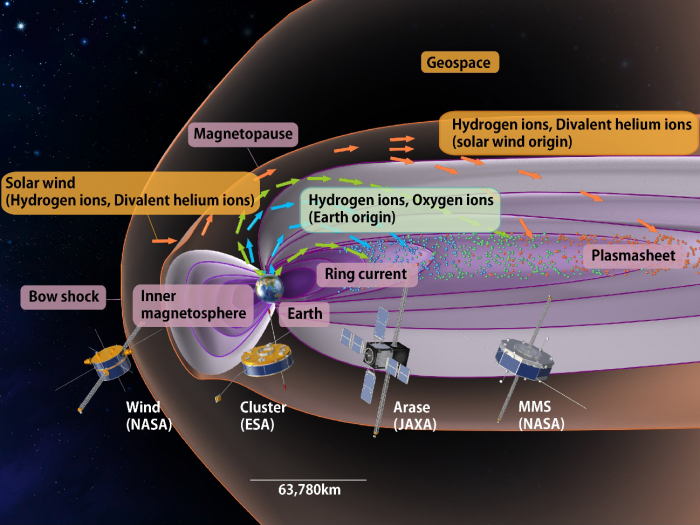 Geospace
Hydrogen ions, Divalent helium ions
(solar wind origin)
Magnetopause
Solar wind
(Hydrogen ions, Divalent helium ions)
Hydrogen ions, Oxygen ions
(Earth origin)
Plasmasheet
Ring current
Bow shock
Inner
magnetosphere
Earth
Wind
(NASA)
Cluster
(ESA)
Arase
(JAXA)
MMS
(NASA)
63,780km